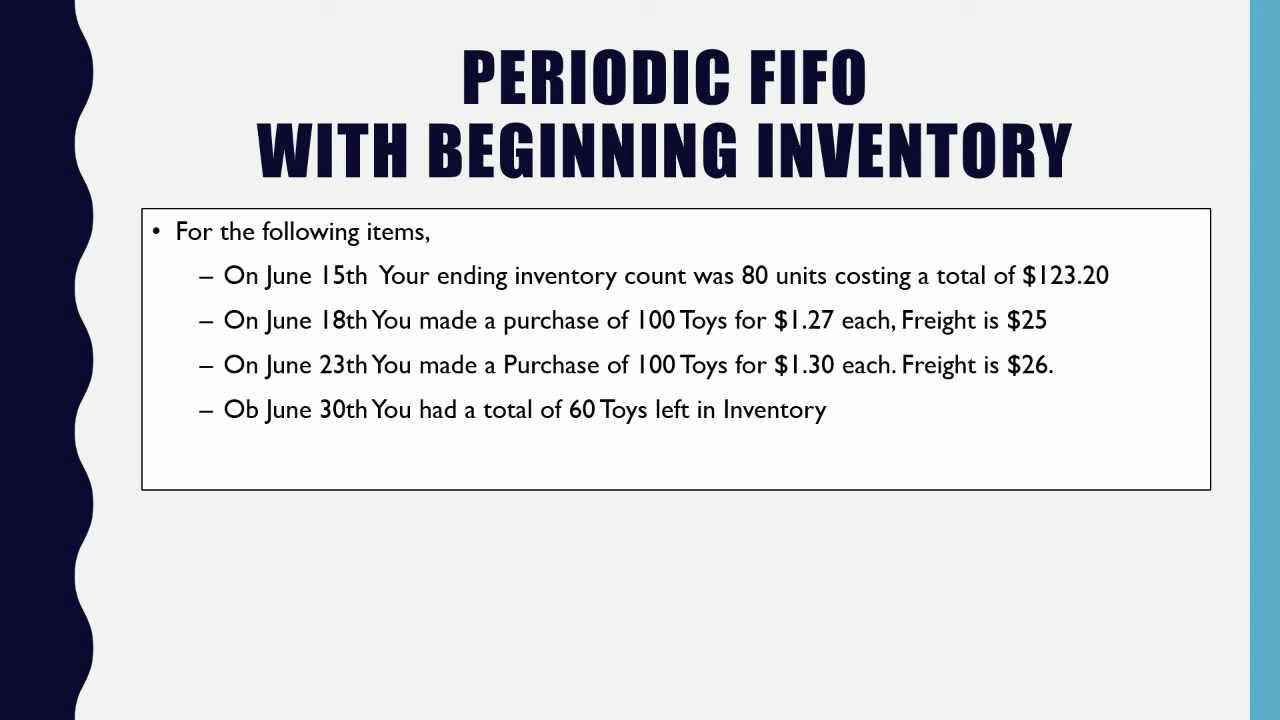 PERIODIC FIFO
WITH BEGINNING INVENTORY
• For the following items,
– On June 15th Your ending inventory count was 80 units costing a total of $123.20
– On June 18th You made a purchase of 100 Toys for $1.27 each, Freight is $25
– On June 23th You made a Purchase of 100 Toys for $1.30 each. Freight is $26.
– Ob June 30th You had a total of 60 Toys left in Inventory